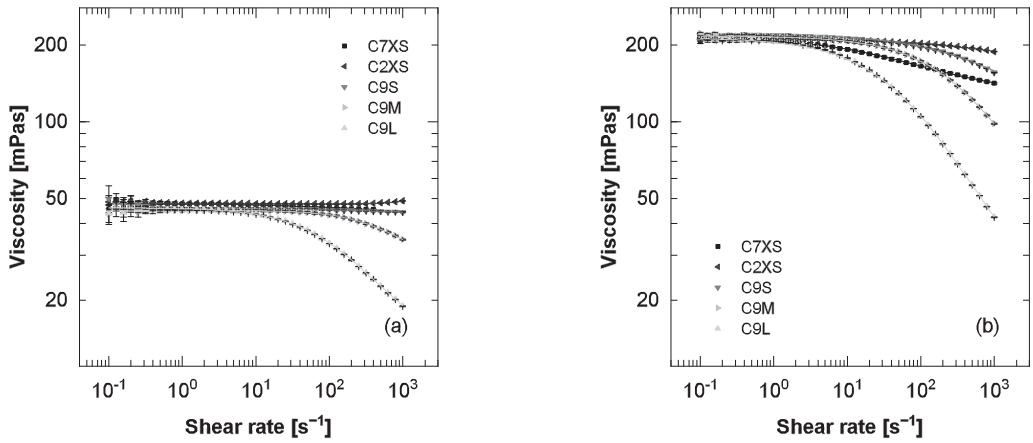 Viscosity [mPas]
200
100
50
20
C7XS
C2XS
C9S
C9M
C9L
(a)
10⁻¹ 10⁰ 10¹ 10² 10³
Shear rate [s⁻¹]
Viscosity [mPas]
200
100
50
20
C7XS
C2XS
C9S
C9M
C9L
(b)
10⁻¹ 10⁰ 10¹ 10² 10³
Shear rate [s⁻¹]